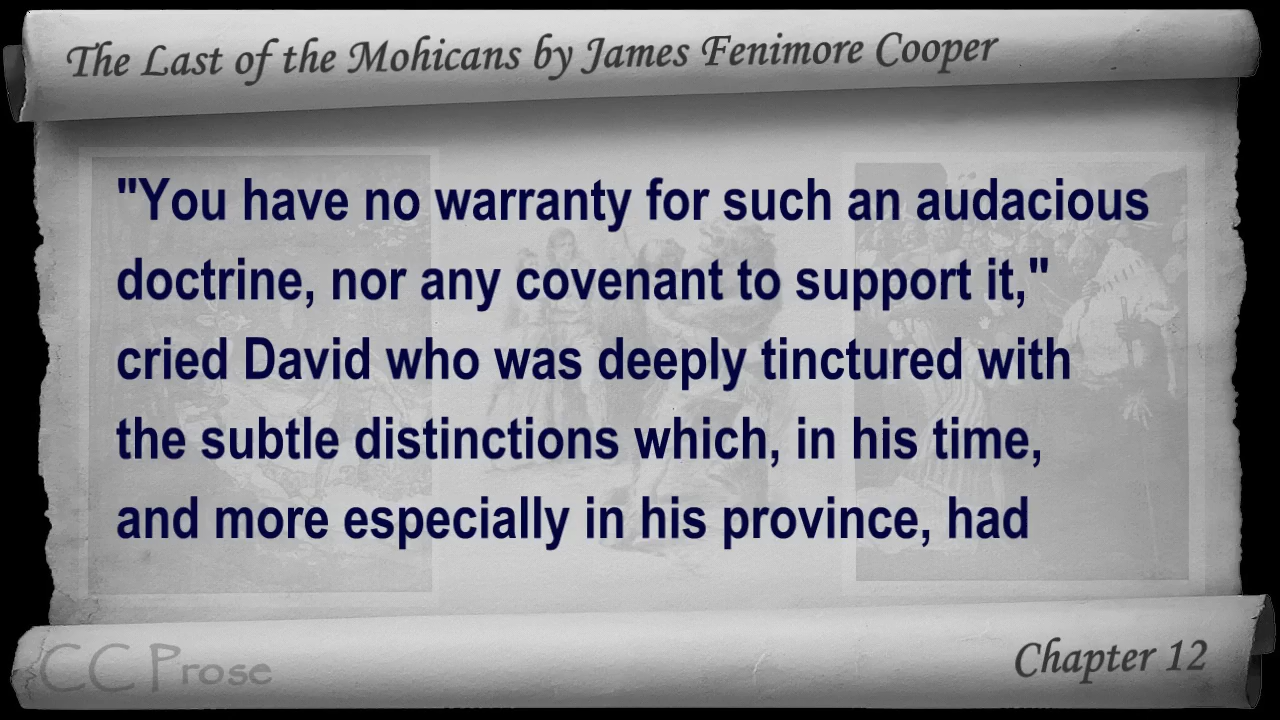 The Last of the Mohicans by James Fenimore Cooper
"You have no warranty for such an audacious
doctrine, nor any covenant to support it,"
cried David who was deeply tinctured with
the subtle distinctions which, in his time,
and more especially in his province, had
CC Prose
Chapter 12